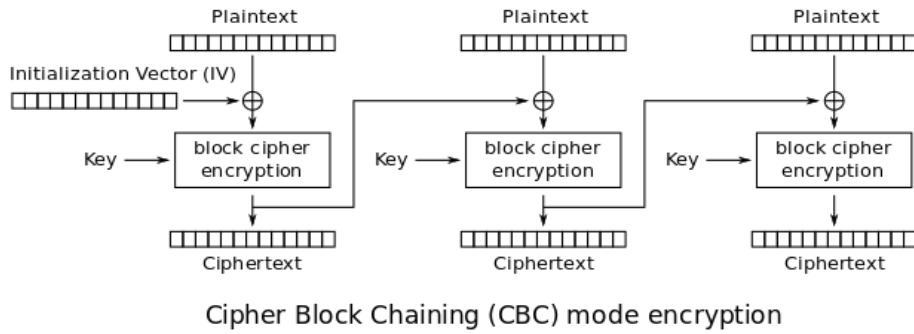 Plaintext Plaintext Plaintext
Initialization Vector (IV)
Key block cipher encryption Key block cipher encryption Key block cipher encryption
Ciphertext Ciphertext Ciphertext
Cipher Block Chaining (CBC) mode encryption